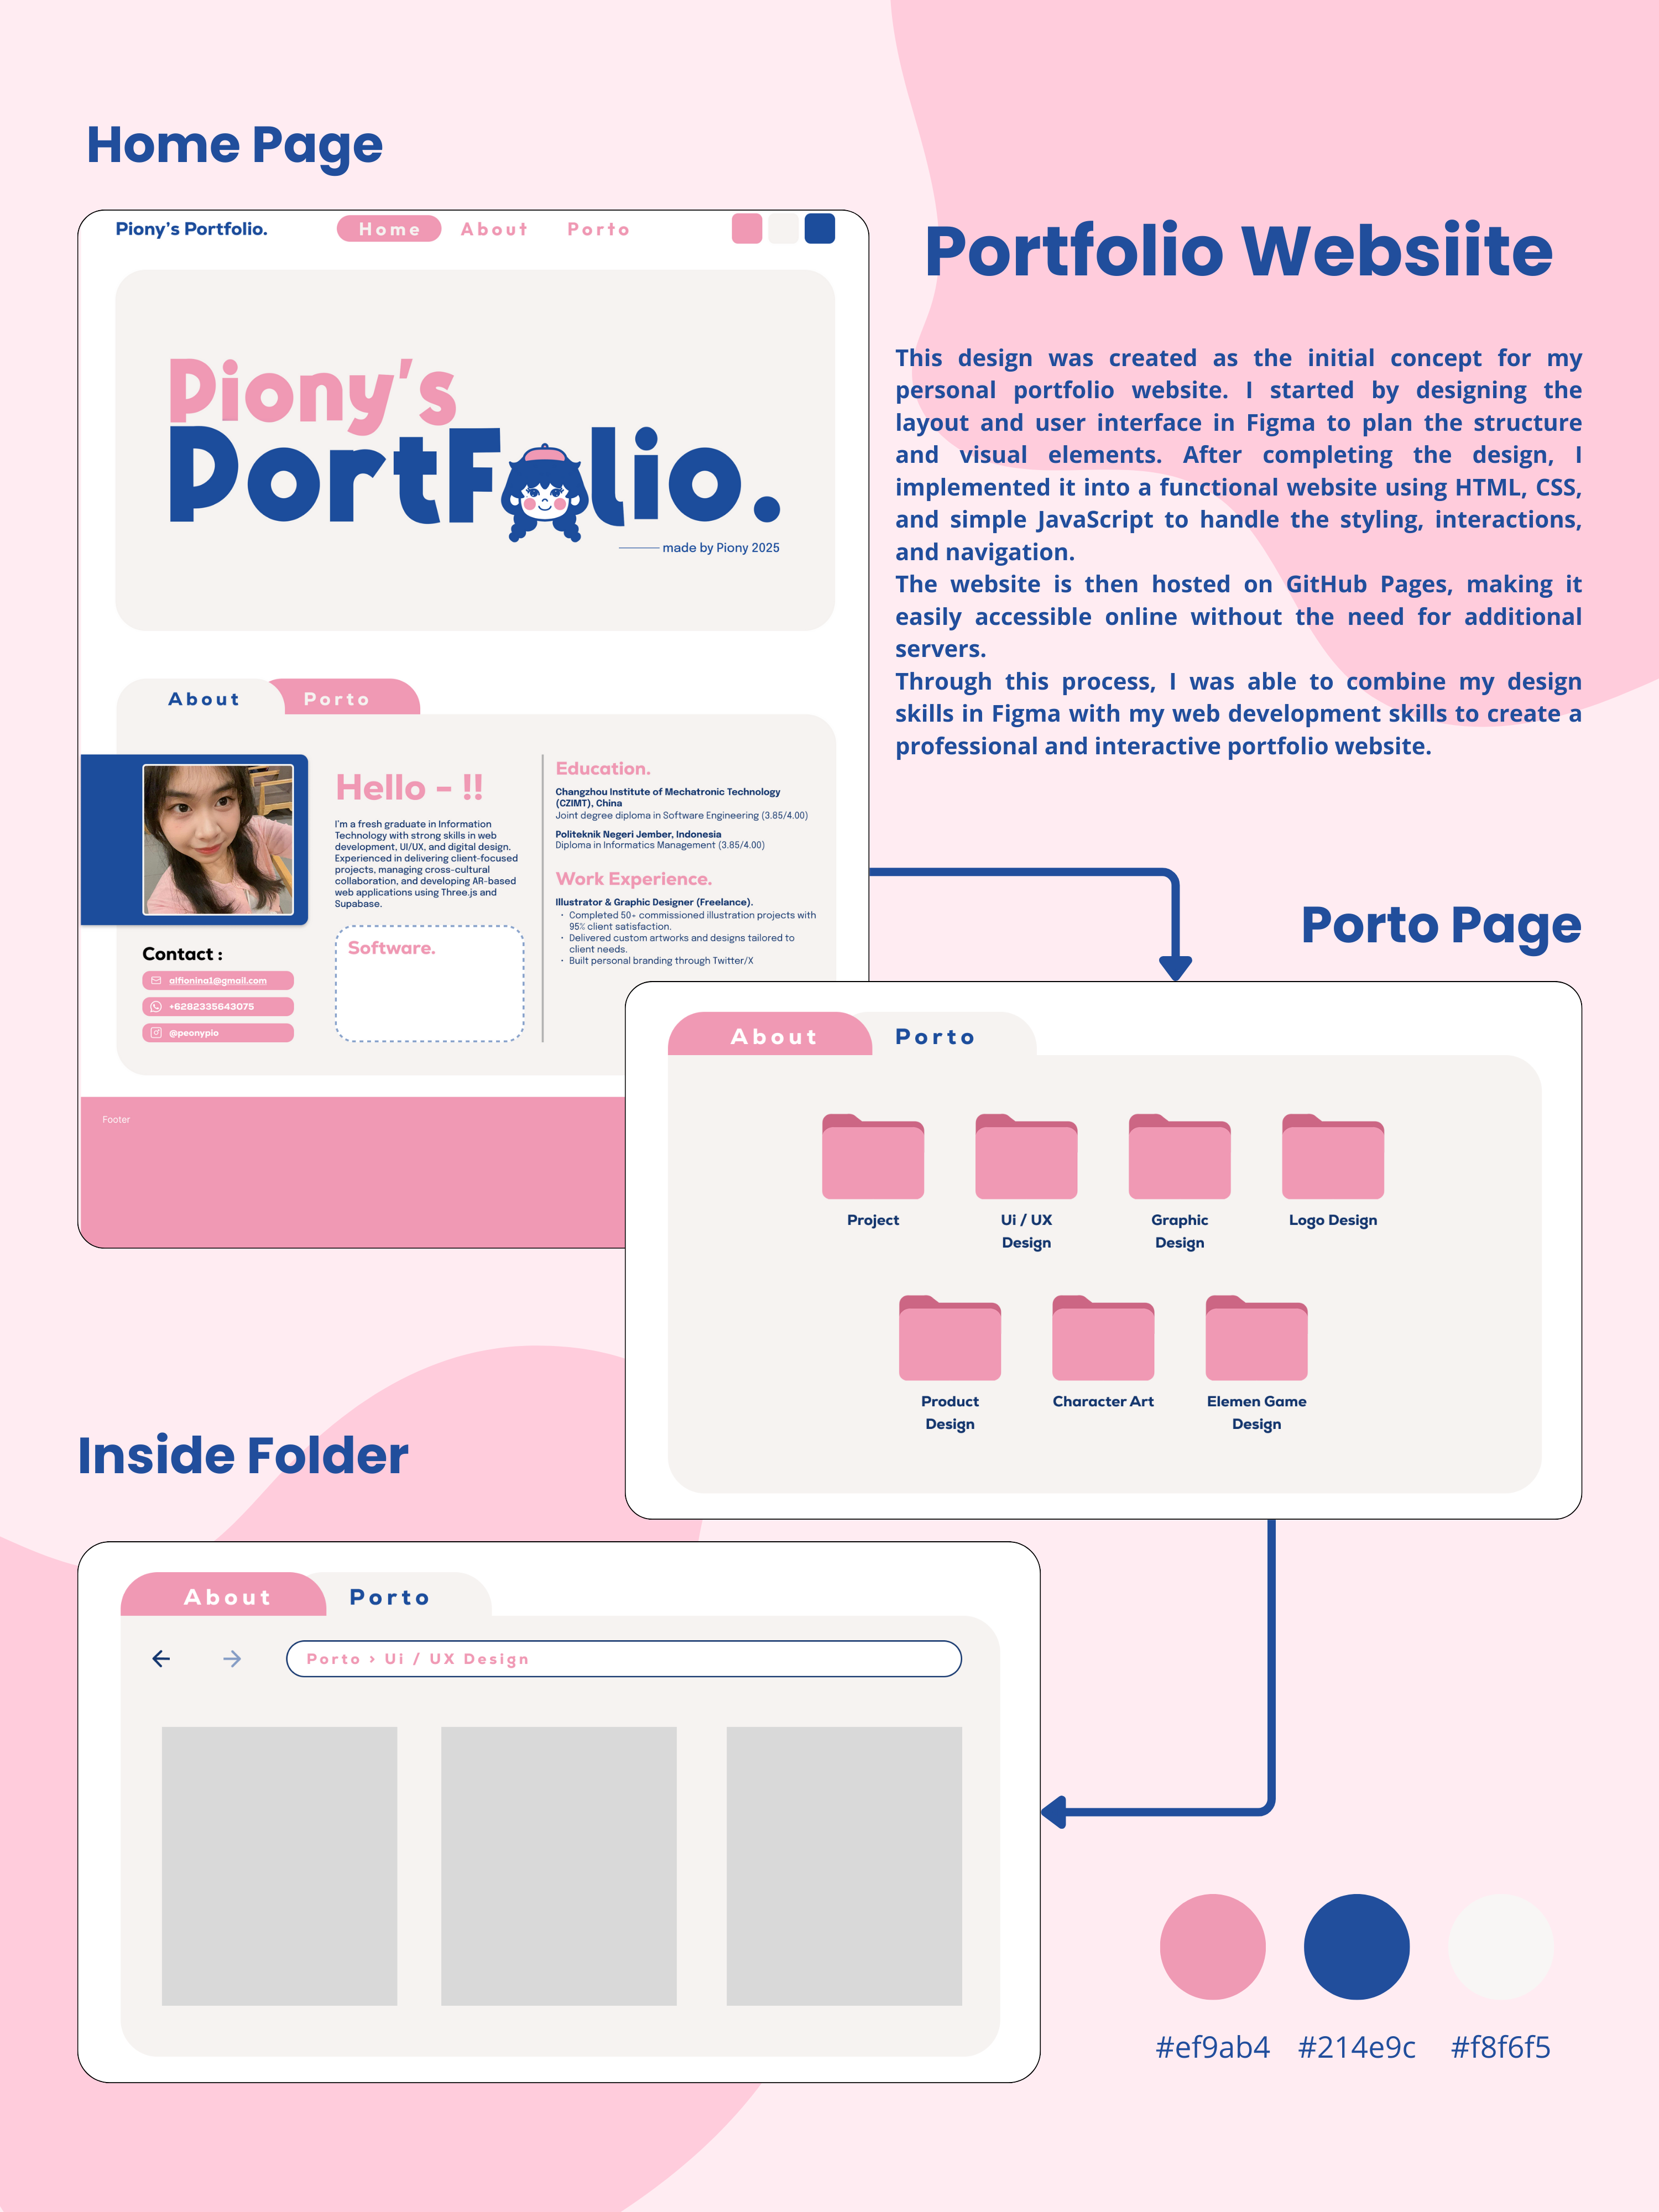 Home Page
Piony's Portfolio.
Home
About
Porto
Piony's
PortFolio.
made by Piony 2025
About
Porto
Hello - !!
I'm a fresh graduate in Information
Technology with strong skills in web
development, UI/UX, and digital design.
Experienced in delivering client-focused
projects, managing cross-cultural
collaboration, and developing AR-based
web applications using Three.js and
Supabase.
Software.
Contact :
alfionina1@gmail.com
+6282335643075
@peonypio
Education.
Changzhou Institute of Mechatronic Technology
(CZIMT), China
Joint degree diploma in Software Engineering (3.85/4.00)
Politeknik Negeri Jember, Indonesia
Diploma in Informatics Management (3.85/4.00)
Work Experience.
Illustrator & Graphic Designer (Freelance).
• Completed 50+ commissioned illustration projects with
95% client satisfaction.
• Delivered custom artworks and designs tailored to
client needs.
• Built personal branding through Twitter/X
Footer
Portfolio Websiite
This design was created as the initial concept for my
personal portfolio website. I started by designing the
layout and user interface in Figma to plan the structure
and visual elements. After completing the design, I
implemented it into a functional website using HTML, CSS,
and simple JavaScript to handle the styling, interactions,
and navigation.
The website is then hosted on GitHub Pages, making it
easily accessible online without the need for additional
servers.
Through this process, I was able to combine my design
skills in Figma with my web development skills to create a
professional and interactive portfolio website.
Porto Page
About
Porto
Project
Ui / UX
Design
Graphic
Design
Logo Design
Product
Design
Character Art
Elemen Game
Design
Inside Folder
About
Porto
Porto › Ui / UX Design
#ef9ab4
#214e9c
#f8f6f5